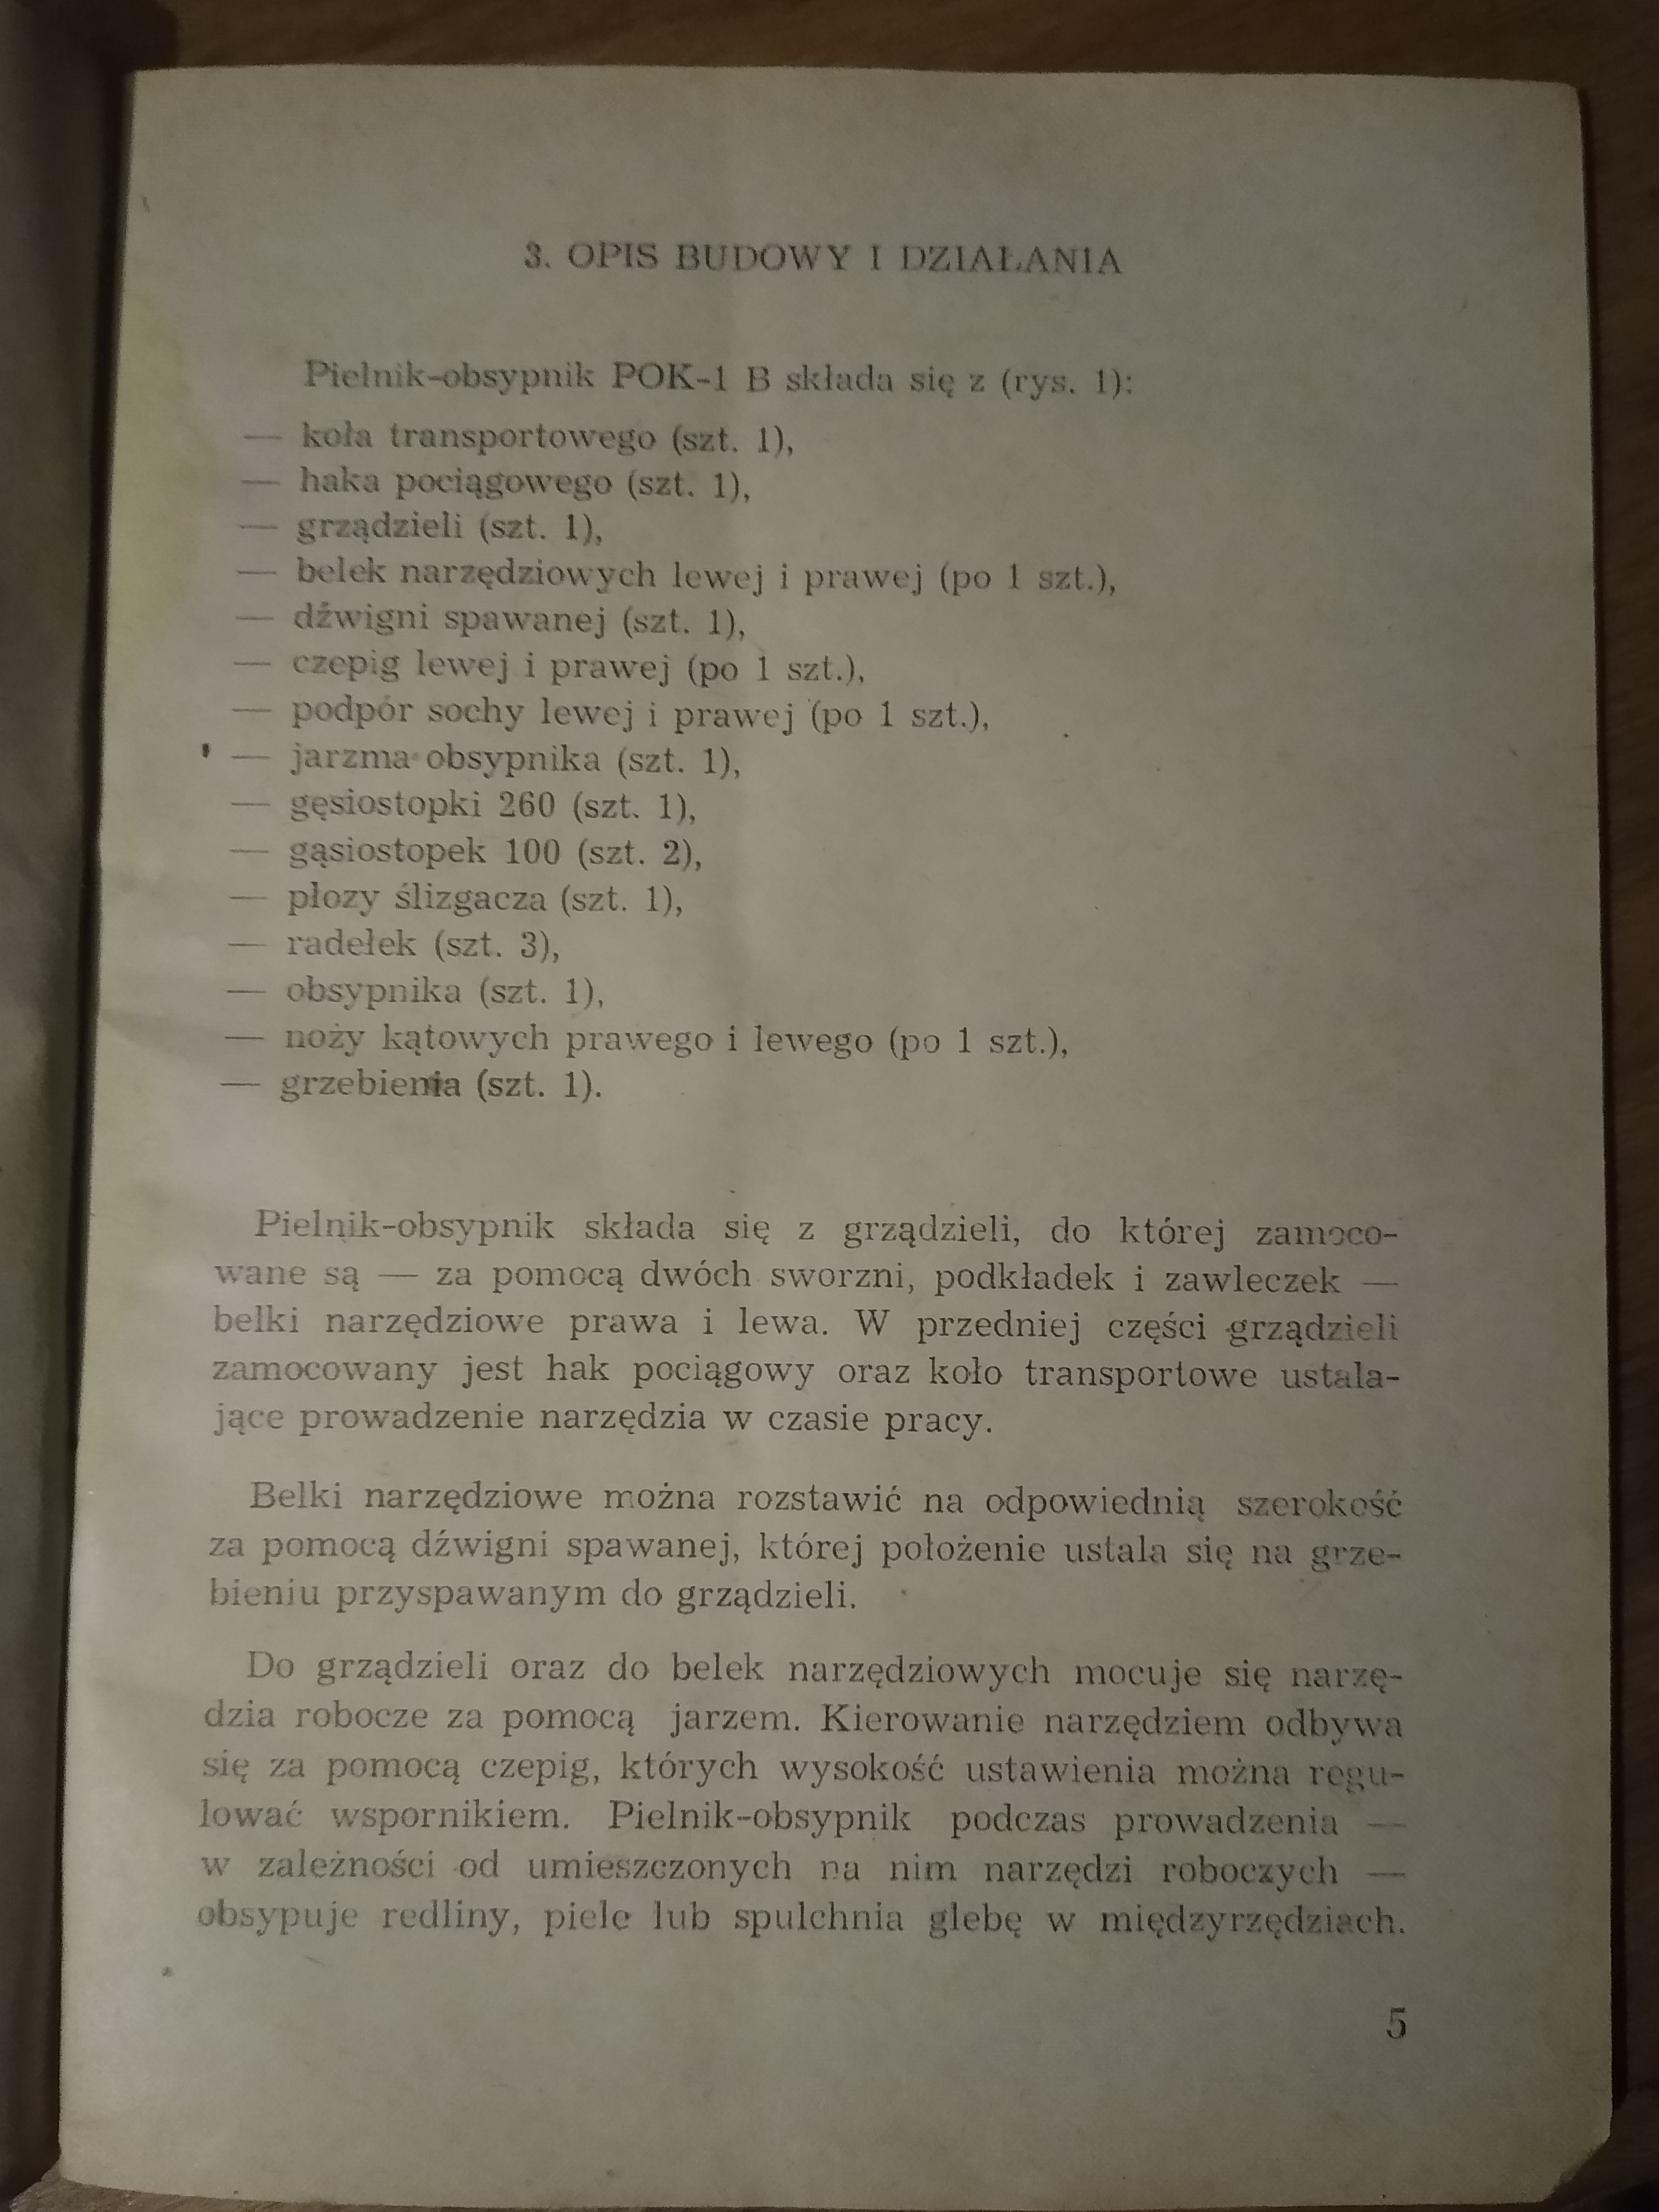 3. OPIS BUDOWY I DZIAŁANIA
Pielnik-obsypnik POK-1 B składa się z (rys. 1):
— koła transportowego (szt. 1),
— haka pociągowego (szt. 1),
— grządzieli (szt. 1),
— belek narzędziowych lewej i prawej (po 1 szt.),
— dźwigni spawanej (szt. 1),
— czepig lewej i prawej (po 1 szt.),
— podpór sochy lewej i prawej (po 1 szt.),
— jarzma obsypnika (szt. 1),
— gęsiostopki 260 (szt. 1),
— gąsiostopek 100 (szt. 2),
— płozy ślizgacza (szt. 1),
— radełek (szt. 3),
— obsypnika (szt. 1),
— noży kątowych prawego i lewego (po 1 szt.),
— grzebienia (szt. 1).
Pielnik-obsypnik składa się z grządzieli, do której zamoco-
wane są — za pomocą dwóch sworzni, podkładek i zawleczek —
belki narzędziowe prawa i lewa. W przedniej części grządzieli
zamocowany jest hak pociągowy oraz koło transportowe ustala-
jące prowadzenie narzędzia w czasie pracy.
Belki narzędziowe można rozstawić na odpowiednią szerokość
za pomocą dźwigni spawanej, której położenie ustala się na grze-
bieniu przyspawanym do grządzieli.
Do grządzieli oraz do belek narzędziowych mocuje się narzę-
dzia robocze za pomocą jarzem. Kierowanie narzędziem odbywa
się za pomocą czepig, których wysokość ustawienia można regu-
lować wspornikiem. Pielnik-obsypnik podczas prowadzenia —
w zależności od umieszczonych na nim narzędzi roboczych —
obsypuje redliny, piele lub spulchnia glebę w międzyrzędziach.
5